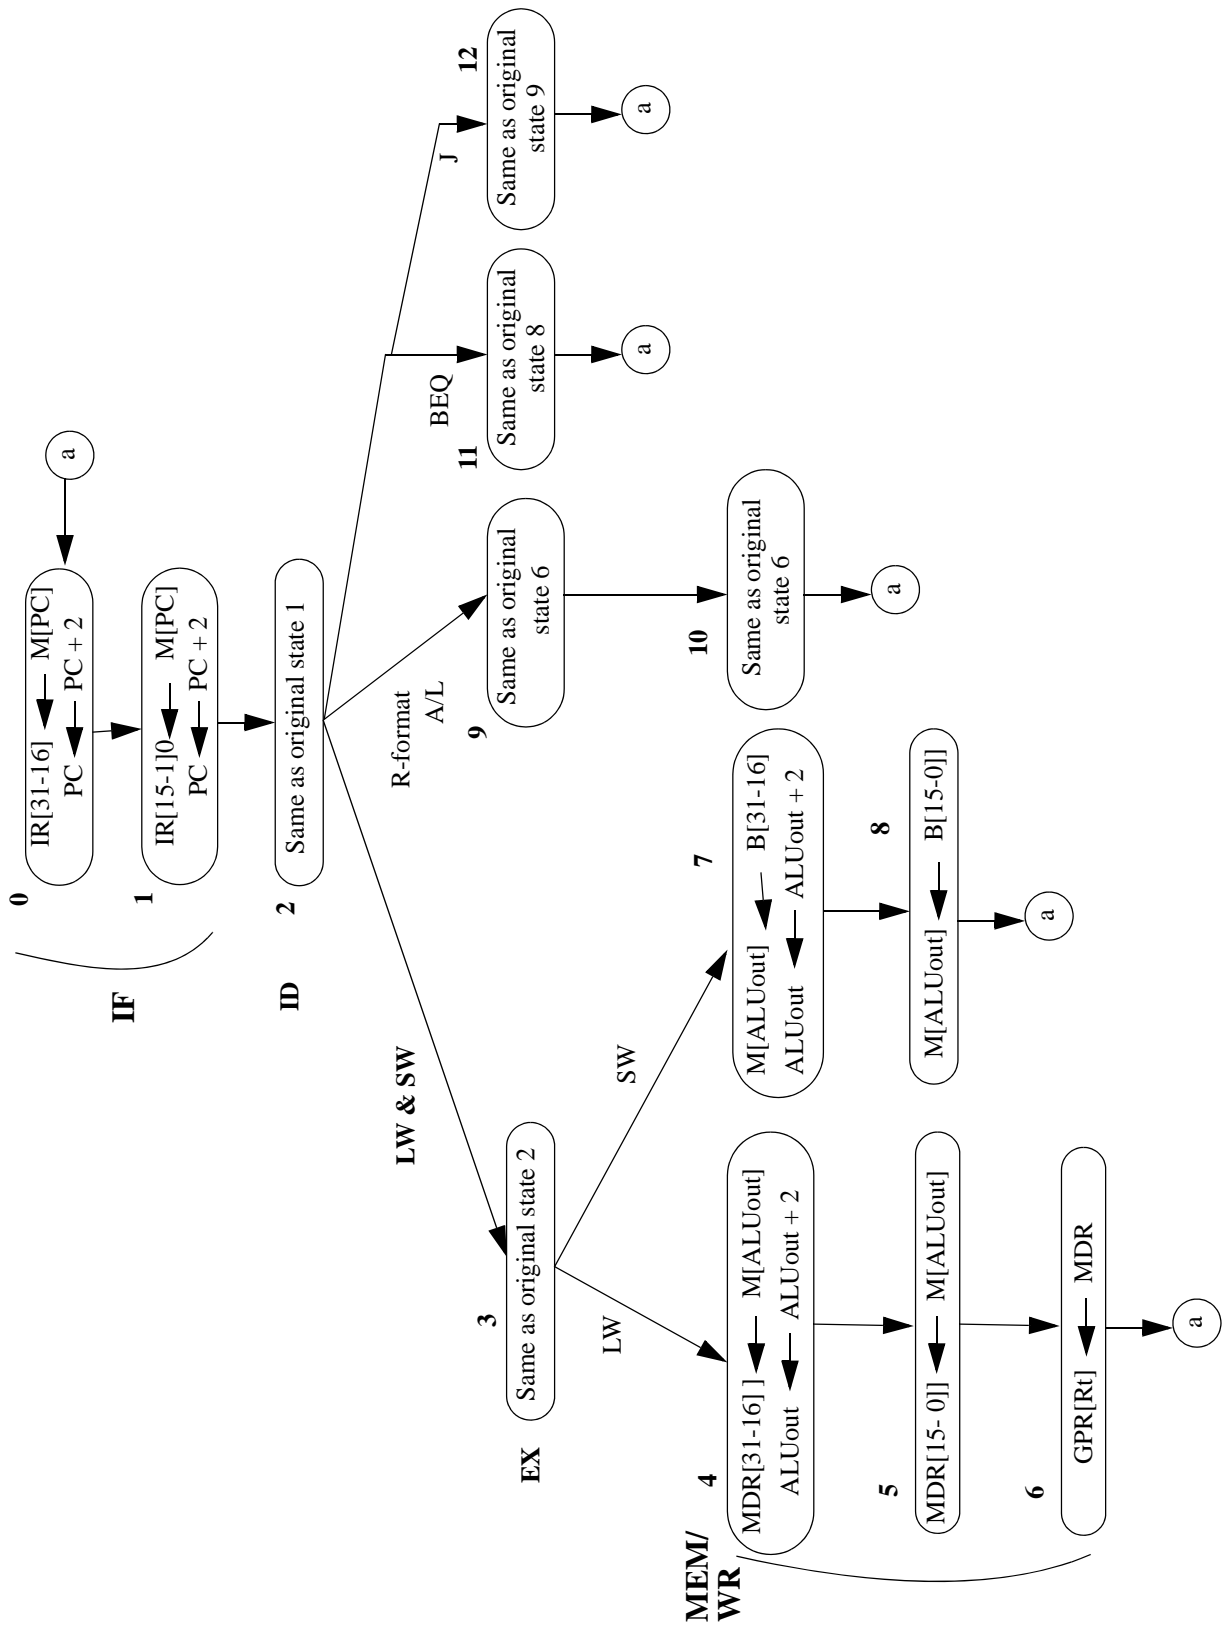 0
IR[31-16] M[PC]
PC PC + 2
a
IF
1
IR[15-1]0 M[PC]
PC PC + 2
ID
2
Same as original state 1
LW & SW
R-format
A/L
BEQ
J
EX
3
Same as original state 2
9
Same as original
state 6
11
Same as original
state 8
12
Same as original
state 9
LW
SW
a
a
MEM/
WR
4
MDR[31-16] ] M[ALUout]
ALUout ALUout + 2
7
M[ALUout] B[31-16]
ALUout ALUout + 2
10
Same as original
state 6
5
MDR[15- 0]] M[ALUout]
8
M[ALUout] B[15-0]]
a
6
GPR[Rt] MDR
a
a